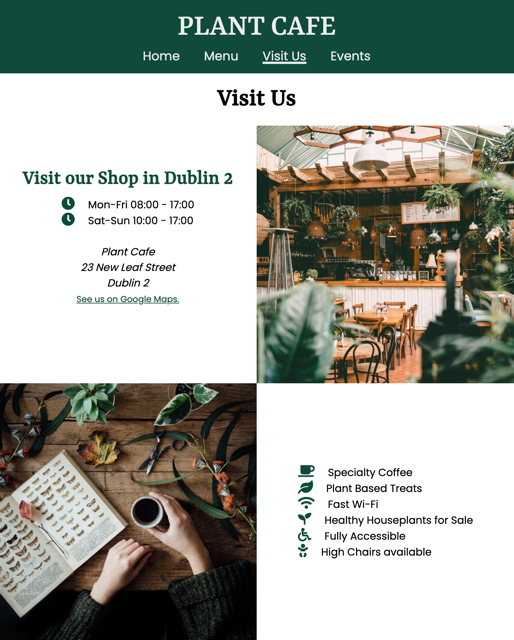 PLANT CAFE
Home Menu Visit Us Events
Visit Us
Visit our Shop in Dublin 2
Mon-Fri 08:00 - 17:00
Sat-Sun 10:00 - 17:00
Plant Cafe
23 New Leaf Street
Dublin 2
See us on Google Maps.
Specialty Coffee
Plant Based Treats
Fast Wi-Fi
Healthy Houseplants for Sale
Fully Accessible
High Chairs available